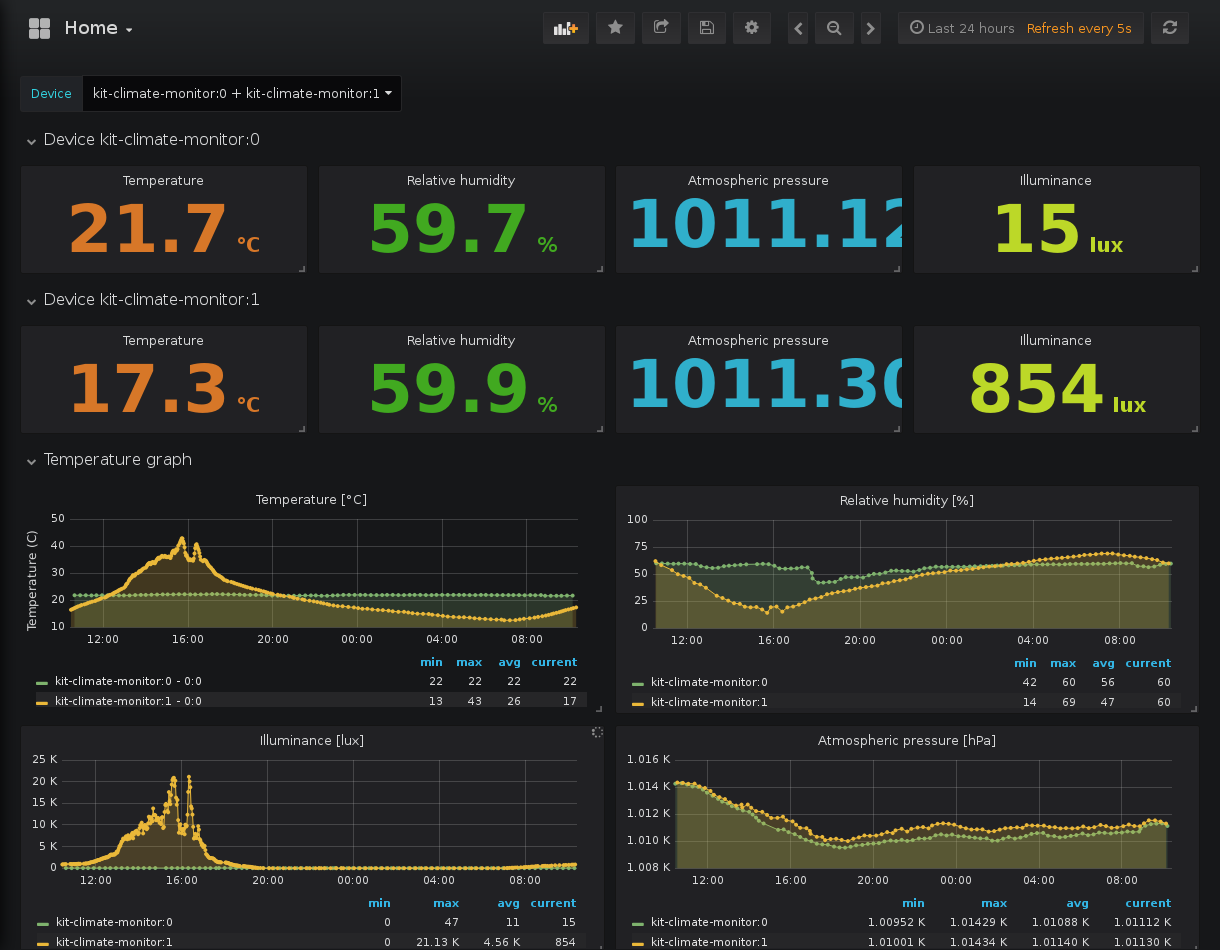 Home
Last 24 hours Refresh every 5s
Device kit-climate-monitor:0 + kit-climate-monitor:1
Device kit-climate-monitor:0
Temperature Relative humidity Atmospheric pressure Illuminance
21.7 °C 59.7 % 1011.12 15 lux
Device kit-climate-monitor:1
Temperature Relative humidity Atmospheric pressure Illuminance
17.3 °C 59.9 % 1011.30 854 lux
Temperature graph
Temperature [°C]
Temperature (C)
50
40
30
20
10
12:00 16:00 20:00 00:00 04:00 08:00
min max avg current
kit-climate-monitor:0 - 0:0 22 22 22 22
kit-climate-monitor:1 - 0:0 13 43 26 17
Relative humidity [%]
100
75
50
25
0
12:00 16:00 20:00 00:00 04:00 08:00
min max avg current
kit-climate-monitor:0 42 60 56 60
kit-climate-monitor:1 14 69 47 60
Illuminance [lux]
25 K
20 K
15 K
10 K
5 K
0
12:00 16:00 20:00 00:00 04:00 08:00
min max avg current
kit-climate-monitor:0 0 47 11 15
kit-climate-monitor:1 0 21.13 K 4.56 K 854
Atmospheric pressure [hPa]
1.016 K
1.014 K
1.012 K
1.010 K
1.008 K
12:00 16:00 20:00 00:00 04:00 08:00
min max avg current
kit-climate-monitor:0 1.00952 K 1.01429 K 1.01088 K 1.01112 K
kit-climate-monitor:1 1.01001 K 1.01434 K 1.01140 K 1.01130 K